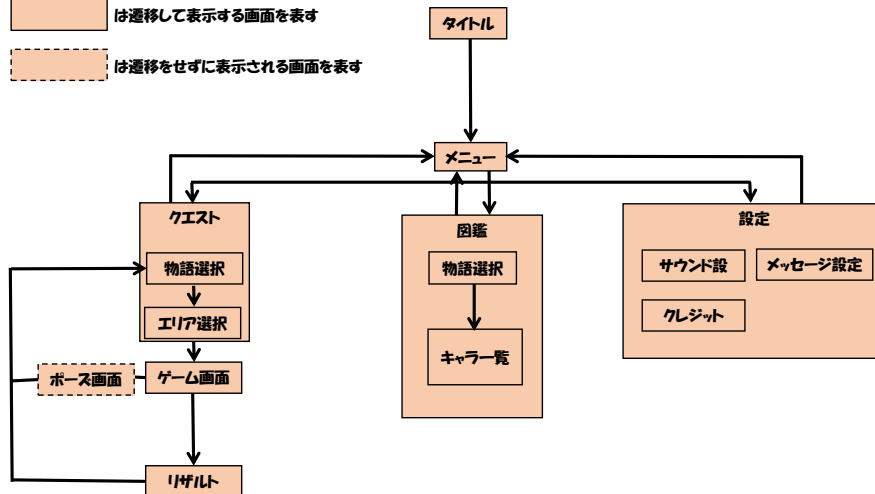 は遷移して表示する画面を表す
タイトル
は遷移をせずに表示される画面を表す
メニュー
クエスト
物語選択
エリア選択
ポーズ画面
ゲーム画面
リザルト
図鑑
物語選択
キャラ一覧
設定
サウンド設
メッセージ設定
クレジット